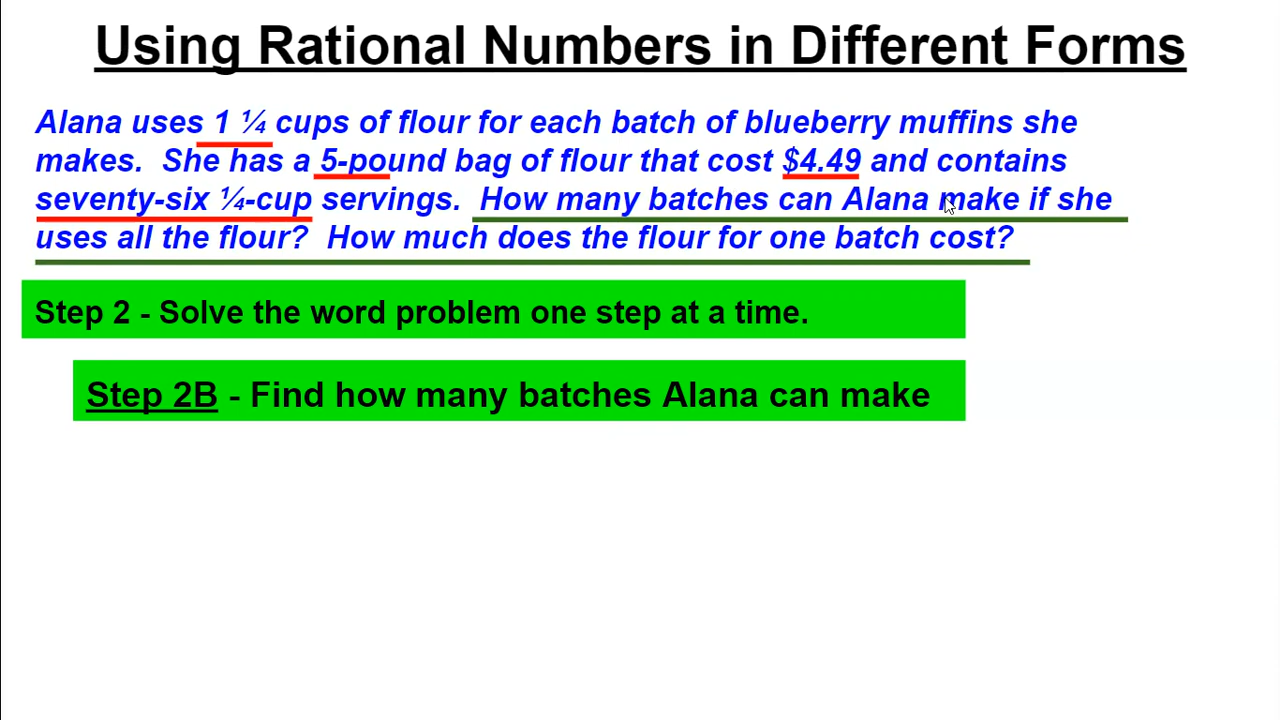 Using Rational Numbers in Different Forms
Alana uses 1 ¼ cups of flour for each batch of blueberry muffins she
makes.  She has a 5-pound bag of flour that cost $4.49 and contains
seventy-six ¼-cup servings.  How many batches can Alana make if she
uses all the flour?  How much does the flour for one batch cost?
Step 2 - Solve the word problem one step at a time.
Step 2B - Find how many batches Alana can make